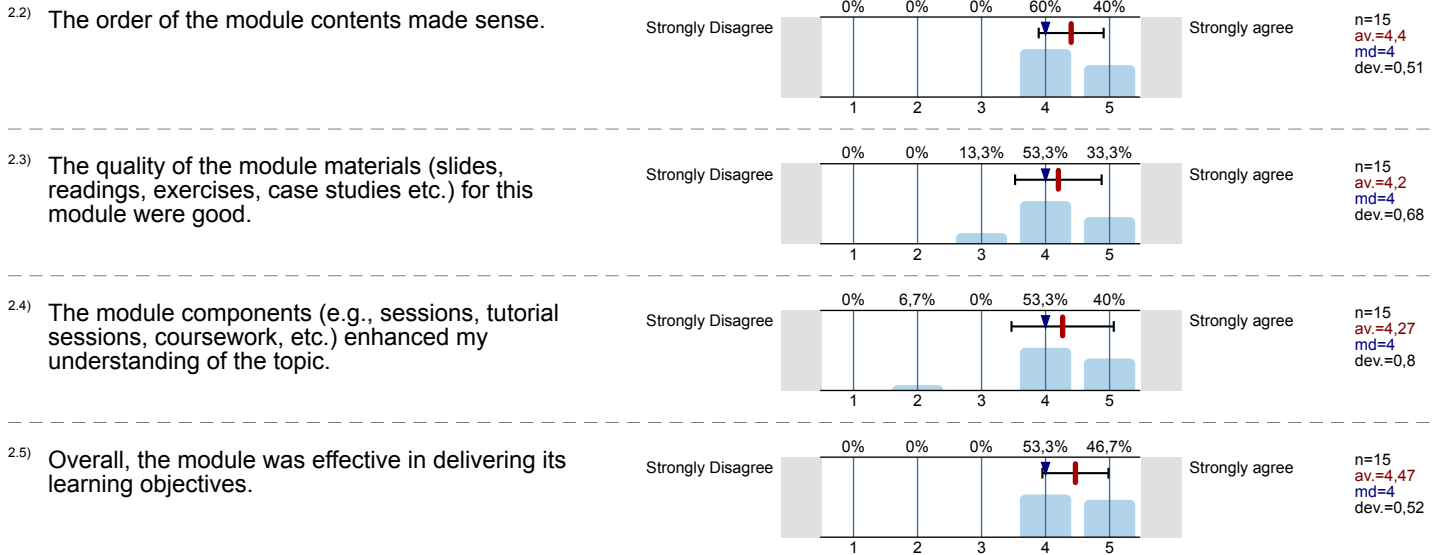 2.2) The order of the module contents made sense.
Strongly Disagree
0% 0% 0% 60% 40%
1 2 3 4 5
Strongly agree
n=15
av.=4,4
md=4
dev.=0,51
2.3) The quality of the module materials (slides,
readings, exercises, case studies etc.) for this
module were good.
Strongly Disagree
0% 0% 13,3% 53,3% 33,3%
1 2 3 4 5
Strongly agree
n=15
av.=4,2
md=4
dev.=0,68
2.4) The module components (e.g., sessions, tutorial
sessions, coursework, etc.) enhanced my
understanding of the topic.
Strongly Disagree
0% 6,7% 0% 53,3% 40%
1 2 3 4 5
Strongly agree
n=15
av.=4,27
md=4
dev.=0,8
2.5) Overall, the module was effective in delivering its
learning objectives.
Strongly Disagree
0% 0% 0% 53,3% 46,7%
1 2 3 4 5
Strongly agree
n=15
av.=4,47
md=4
dev.=0,52